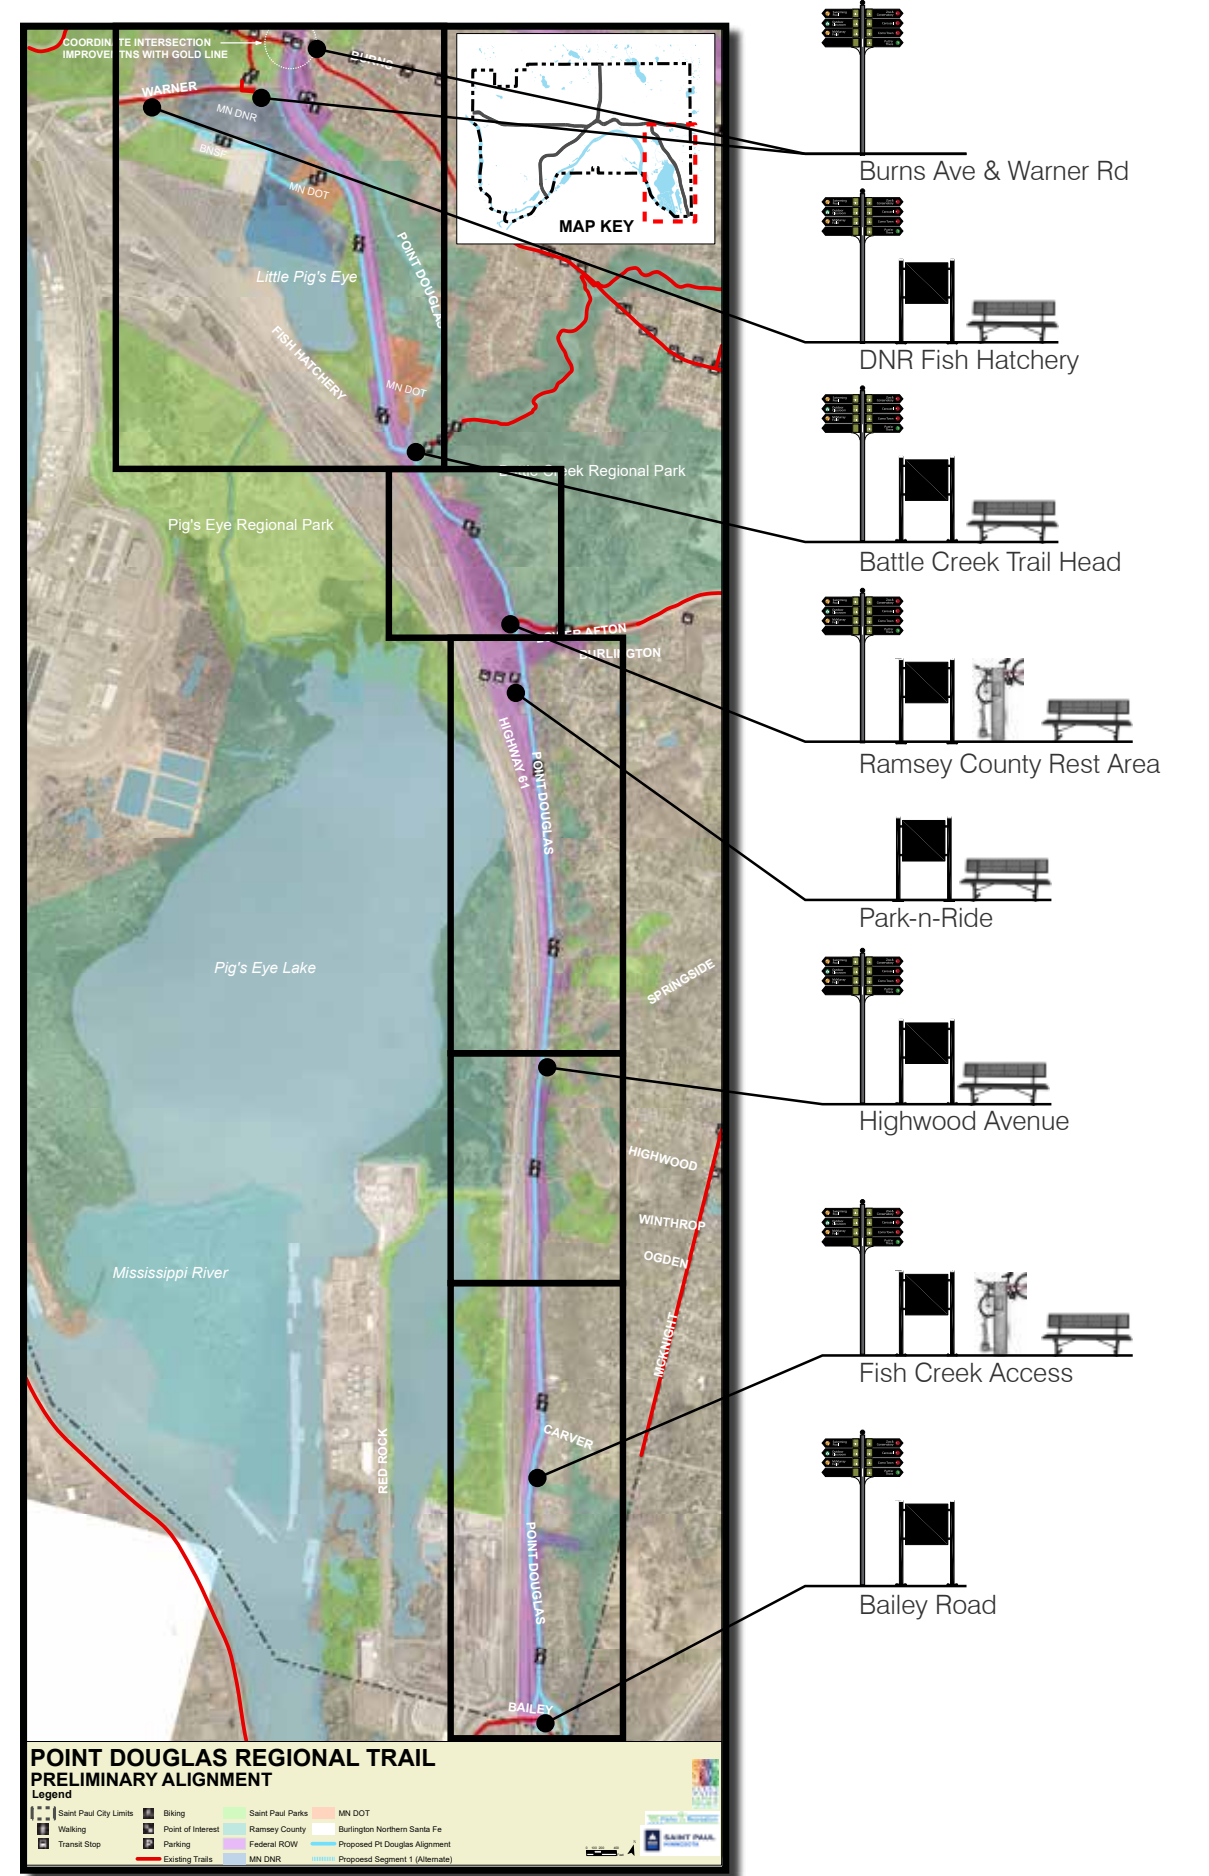 COORDINATE INTERSECTION
WITH GOLD LINE
BURNS
WARNER
MN DNR
BNSF
MN DOT
POINT DOUGLAS
Little Pig's Eye
FISH HATCHERY
MN DOT
MAP KEY
Creek Regional Park
Pig's Eye Regional Park
AFTON
BURLINGTON
HIGHWAY 61
POINT DOUGLAS
Pig's Eye Lake
SPRINGSIDE
HIGHWOOD
WINTHROP
OGDEN
Mississippi River
MCKNIGHT
CARVER
RED ROCK
POINT DOUGLAS
BAILEY
Burns Ave & Warner Rd
DNR Fish Hatchery
Battle Creek Trail Head
Ramsey County Rest Area
Park-n-Ride
Highwood Avenue
Fish Creek Access
Bailey Road
POINT DOUGLAS REGIONAL TRAIL
PRELIMINARY ALIGNMENT
Legend
Saint Paul City Limits
Walking
Transit Stop
Biking
Point of Interest
Parking
Existing Trails
Saint Paul Parks
Ramsey County
Federal ROW
MN DNR
MN DOT
Burlington Northern Santa Fe
Proposed Pt Douglas Alignment
Propoesd Segment 1 (Alternate)
SAINT PAUL
MINNESOTA